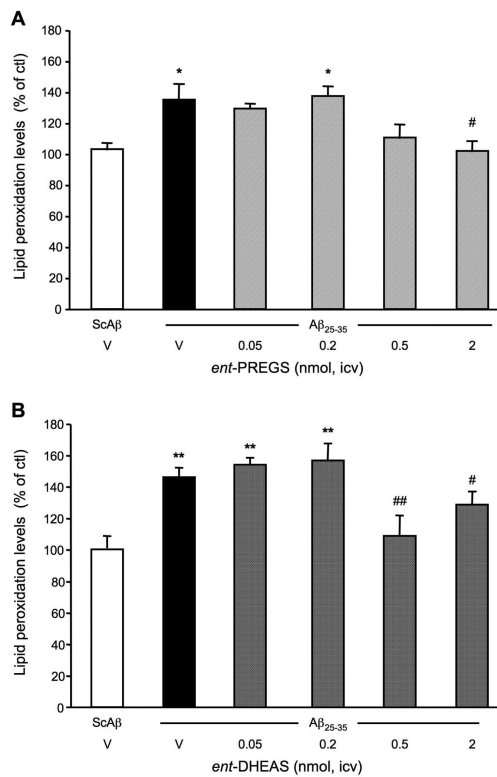 A
Lipid peroxidation levels (% of ctl)
180
160
140
120
100
80
60
40
20
0
* * #
ScAβ Aβ25-35
V V 0.05 0.2 0.5 2
ent-PREGS (nmol, icv)
B
Lipid peroxidation levels (% of ctl)
180
160
140
120
100
80
60
40
20
0
** ** ** ## #
ScAβ Aβ25-35
V V 0.05 0.2 0.5 2
ent-DHEAS (nmol, icv)